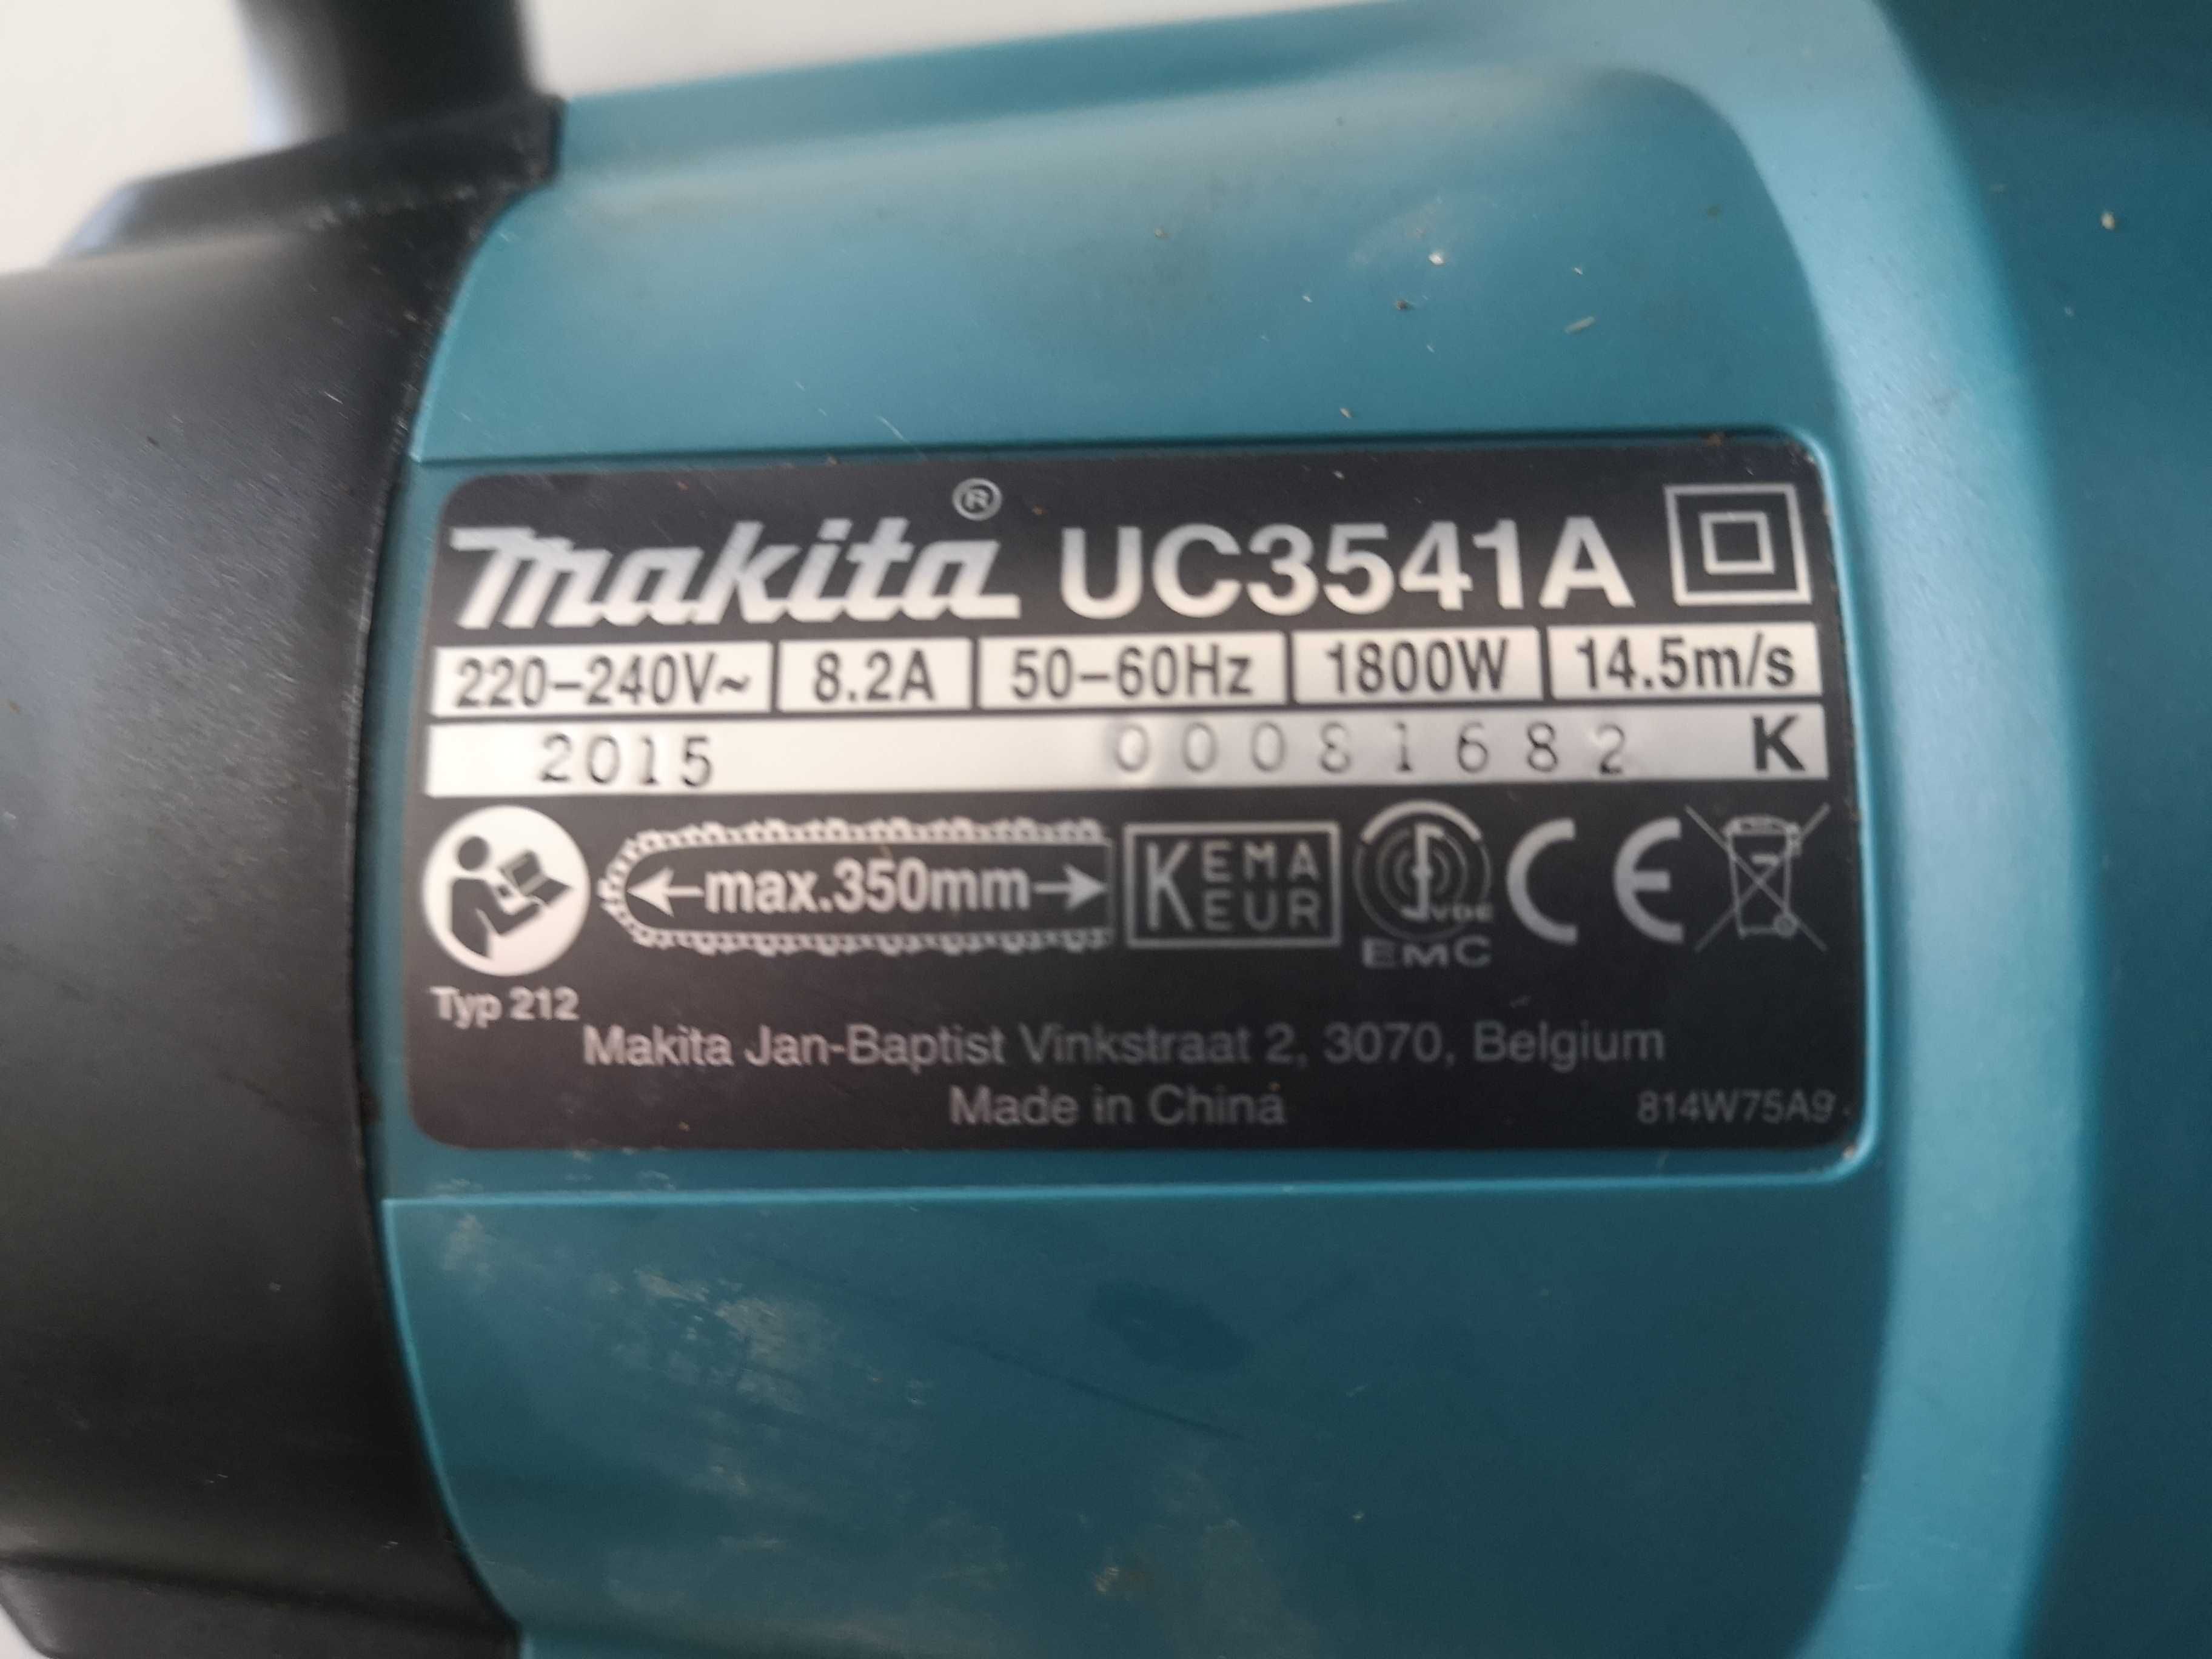 makita® UC3541A
220–240V~ 8.2A 50–60Hz 1800W 14.5m/s
2015 00081682 K
max.350mm KEMA KEUR VDE EMC CE
Typ 212
Makita Jan-Baptist Vinkstraat 2, 3070, Belgium
Made in China 814W75A9